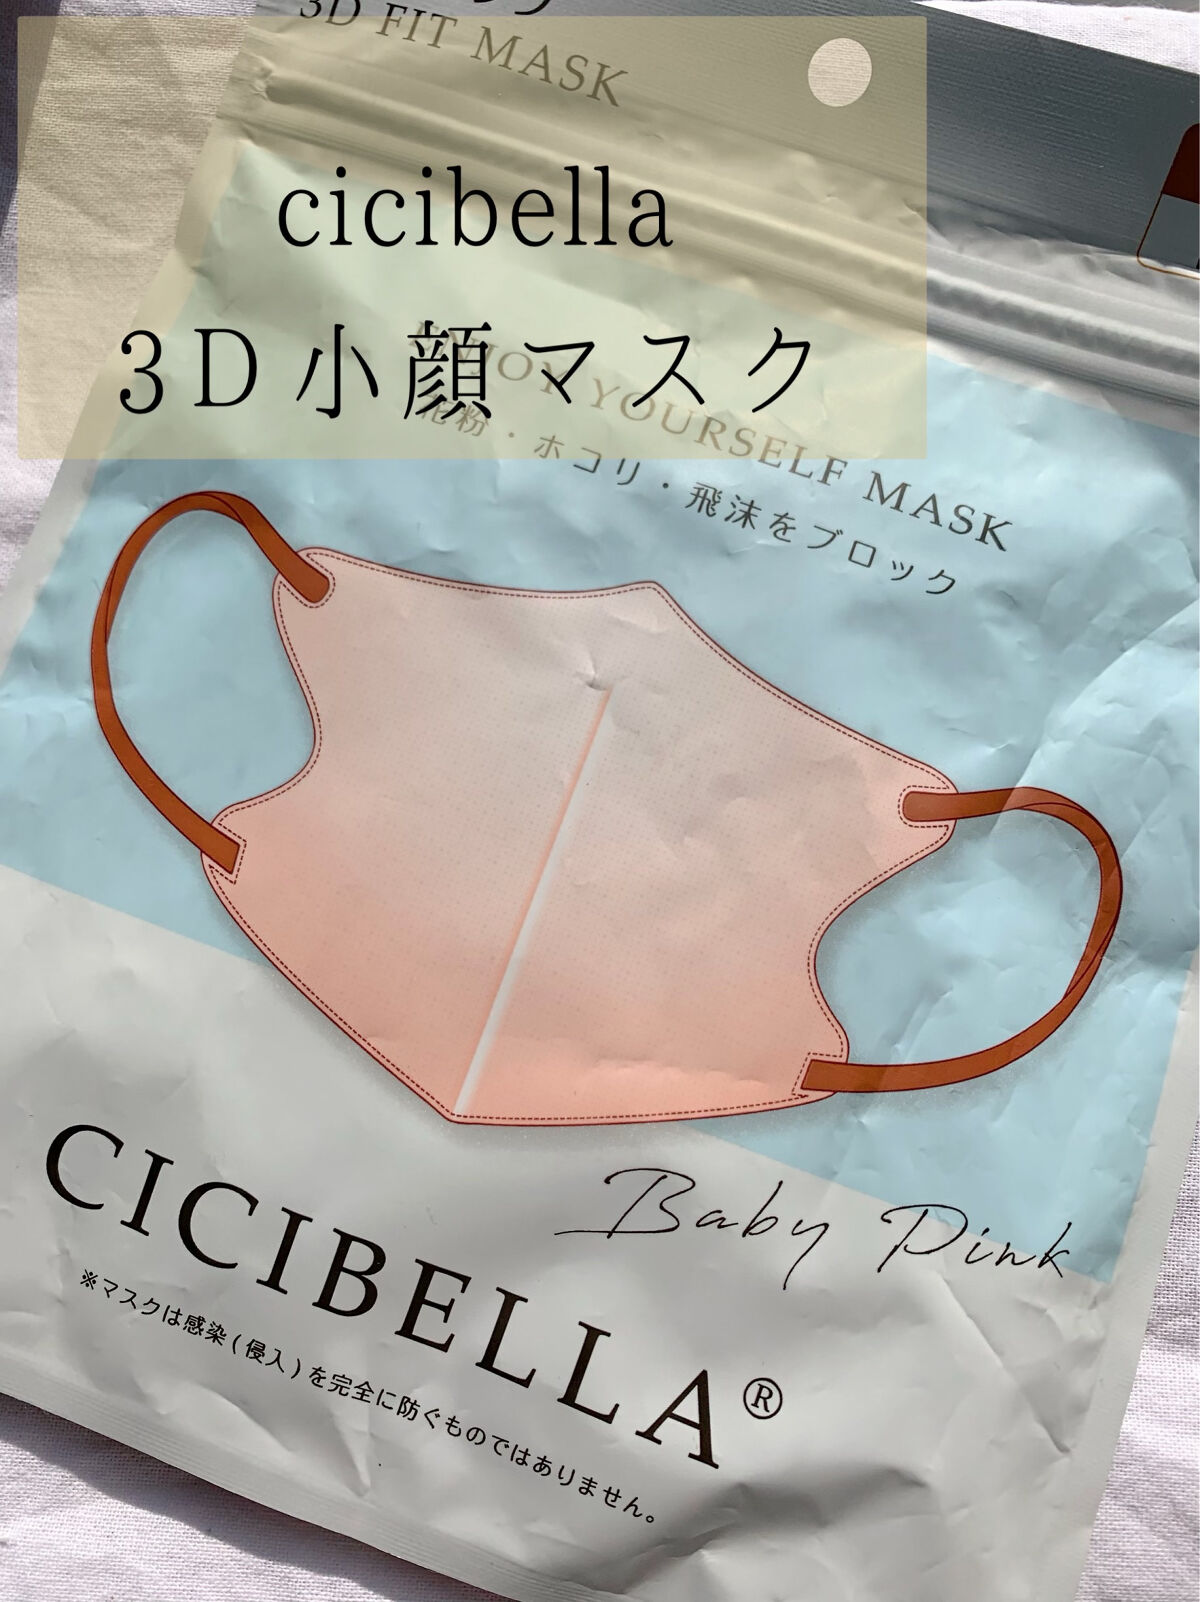 3D FIT MASK
cicibella
3D小顔マスク
ENJOY YOURSELF MASK
花粉・ホコリ・飛沫をブロック
Baby Pink
CICIBELLA®
※マスクは感染(侵入)を完全に防ぐものではありません。